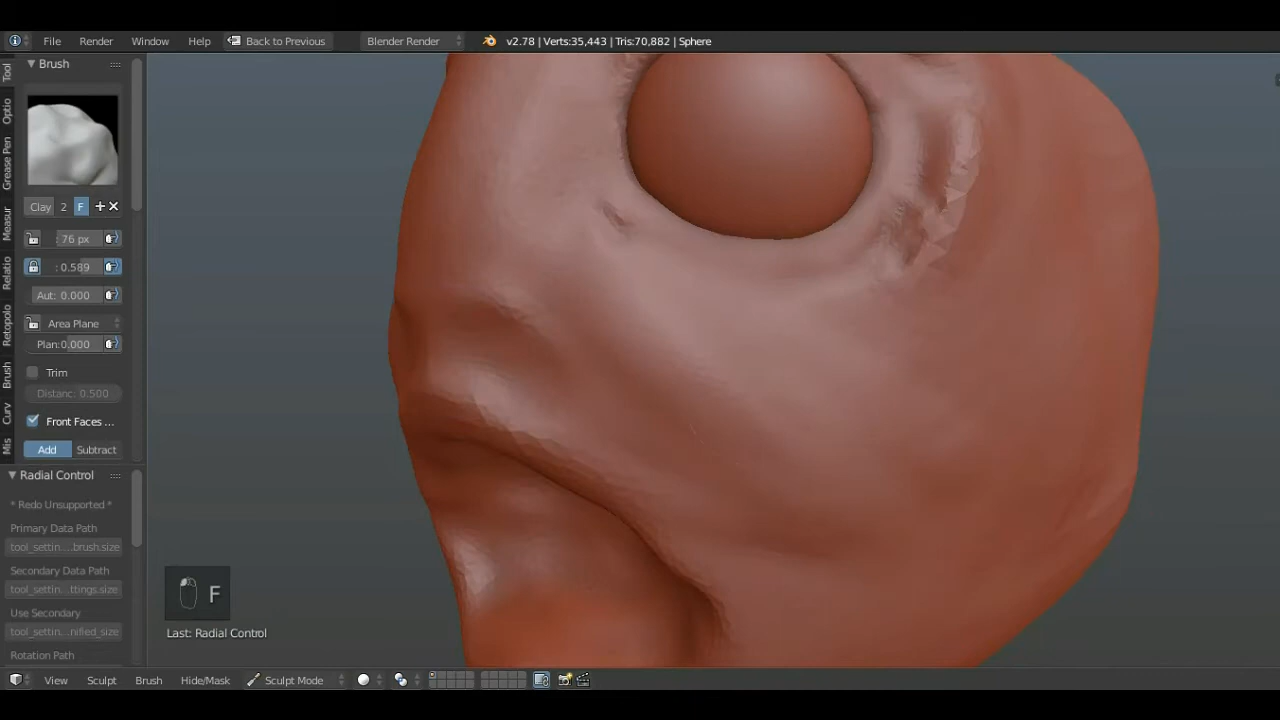 File Render Window Help Back to Previous Blender Render v2.78 | Verts:35,443 | Tris:70,882 | Sphere
Tool
Optio
Grease Pen
Measur
Relatio
Retopolo
Brush
Curv
Mis
Brush
Clay 2 F
: 76 px
: 0.589
Aut: 0.000
Area Plane
Plan:0.000
Trim
Distanc: 0.500
Front Faces ...
Add Subtract
Radial Control
* Redo Unsupported *
Primary Data Path
tool_settin....brush.size
Secondary Data Path
tool_settin...ttings.size
Use Secondary
tool_settin...nified_size
Rotation Path
F
Last: Radial Control
View Sculpt Brush Hide/Mask Sculpt Mode